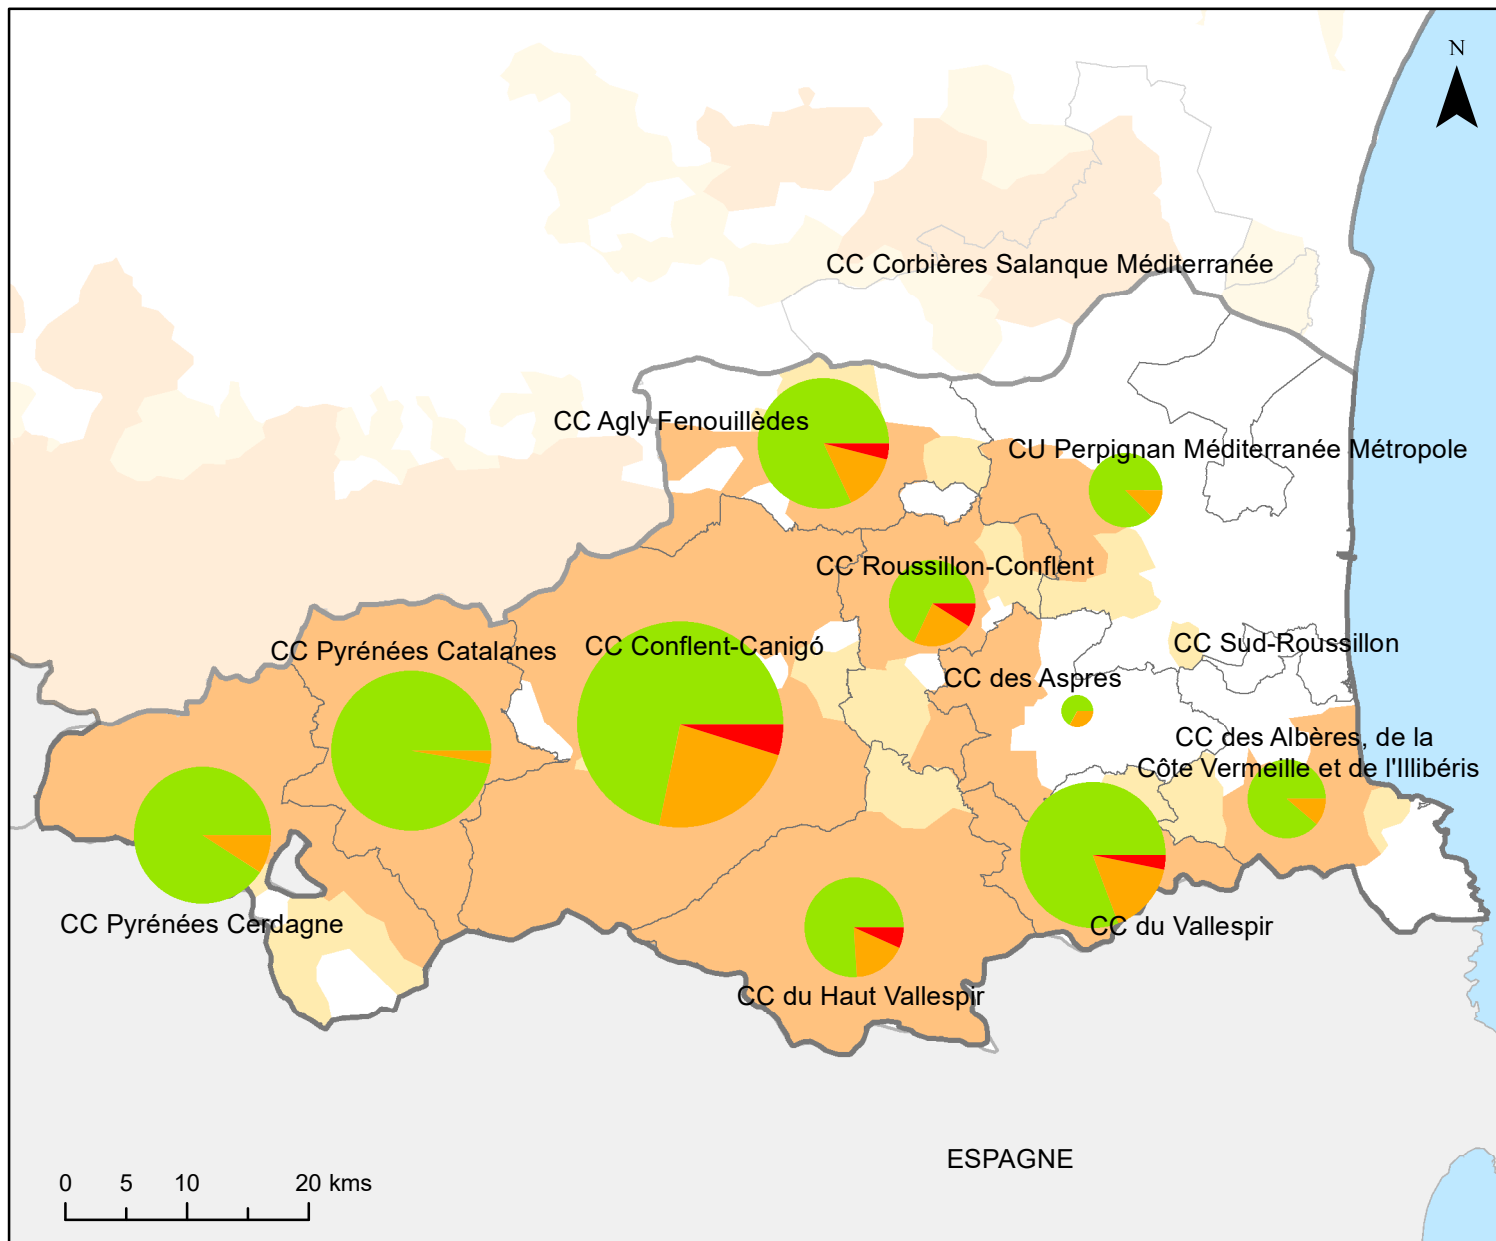 N
CC Corbières Salanque Méditerranée
CC Agly Fenouillèdes
CU Perpignan Méditerranée Métropole
CC Roussillon-Conflent
CC Pyrénées Catalanes
CC Conflent-Canigó
CC Sud-Roussillon
CC des Aspres
CC des Albères, de la
Côte Vermeille et de l'Illibéris
CC Pyrénées Cerdagne
CC du Vallespir
CC du Haut Vallespir
ESPAGNE
0 5 10 20 kms